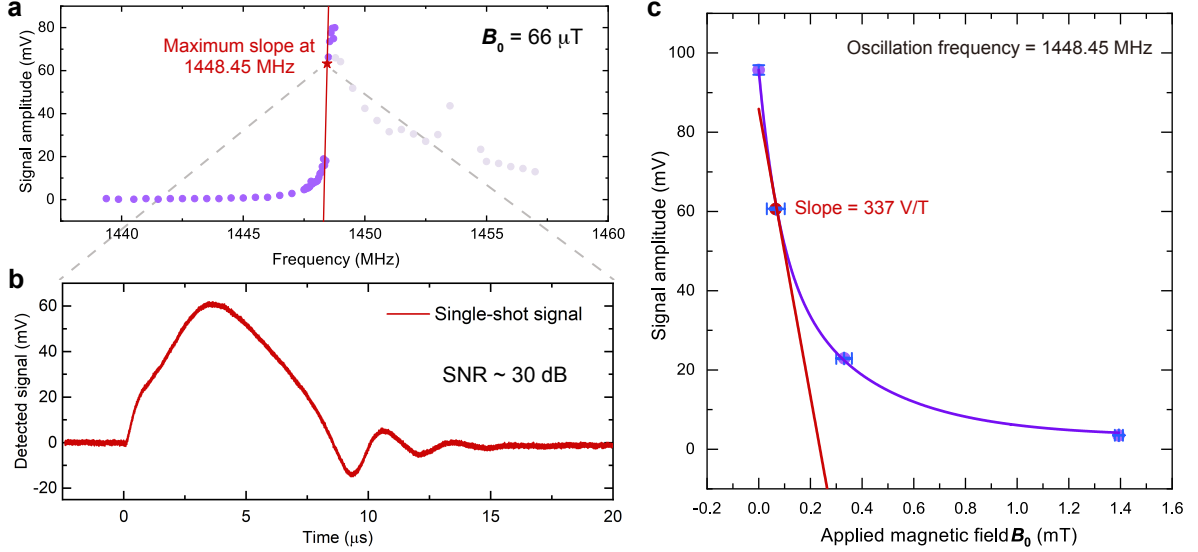 a
Signal amplitude (mV)
80
60
40
20
0
Maximum slope at
1448.45 MHz
B0 = 66 μT
1440
1445
1450
1455
1460
Frequency (MHz)
b
Detected signal (mV)
60
40
20
0
-20
Single-shot signal
SNR ~ 30 dB
0
5
10
15
20
Time (μs)
c
Signal amplitude (mV)
100
80
60
40
20
0
Oscillation frequency = 1448.45 MHz
Slope = 337 V/T
-0.2
0.0
0.2
0.4
0.6
0.8
1.0
1.2
1.4
1.6
Applied magnetic field B0 (mT)